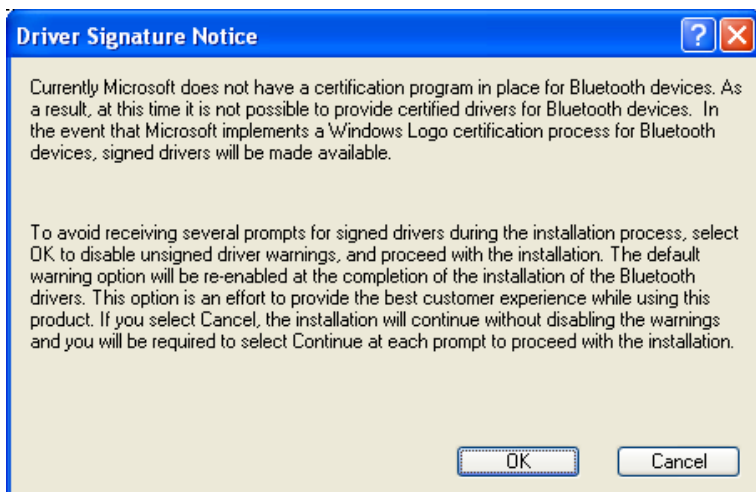 Driver Signature Notice
Currently Microsoft does not have a certification program in place for Bluetooth devices. As
a result, at this time it is not possible to provide certified drivers for Bluetooth devices.  In
the event that Microsoft implements a Windows Logo certification process for Bluetooth
devices, signed drivers will be made available.
To avoid receiving several prompts for signed drivers during the installation process, select
OK to disable unsigned driver warnings, and proceed with the installation. The default
warning option will be re-enabled at the completion of the installation of the Bluetooth
drivers. This option is an effort to provide the best customer experience while using this
product. If you select Cancel, the installation will continue without disabling the warnings
and you will be required to select Continue at each prompt to proceed with the installation.
OK
Cancel